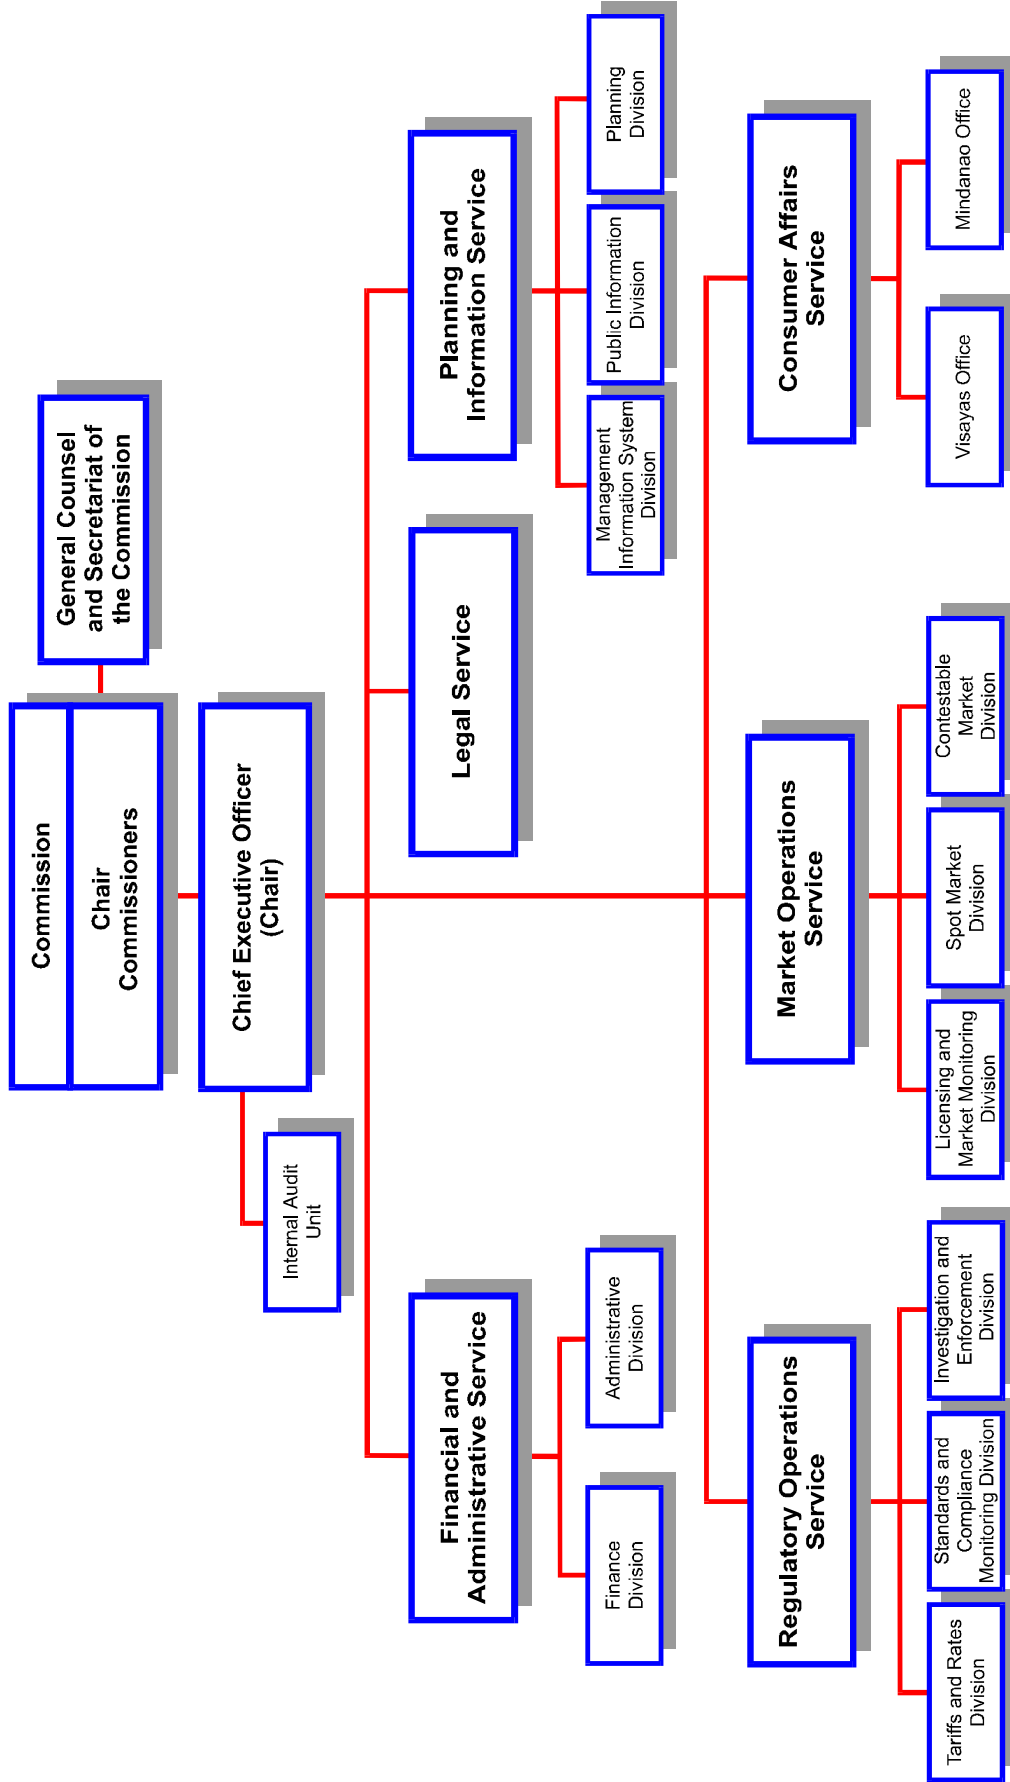 Commission
Chair
Commissioners
General Counsel
and Secretariat of
the Commission
Chief Executive Officer
(Chair)
Internal Audit
Unit
Financial and
Administrative Service
Legal Service
Planning and
Information Service
Finance
Division
Administrative
Division
Management
Information System
Division
Public Information
Division
Planning
Division
Regulatory Operations
Service
Market Operations
Service
Consumer Affairs
Service
Tariffs and Rates
Division
Standards and
Compliance
Monitoring Division
Investigation and
Enforcement
Division
Licensing and
Market Monitoring
Division
Spot Market
Division
Contestable
Market
Division
Visayas Office
Mindanao Office